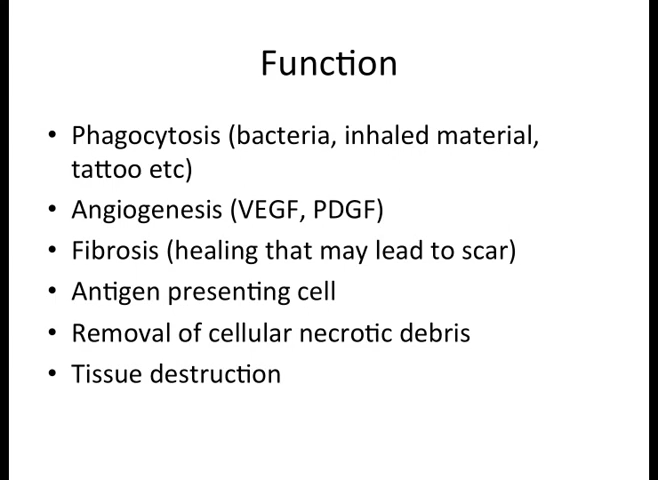 Function
• Phagocytosis (bacteria, inhaled material,
tattoo etc)
• Angiogenesis (VEGF, PDGF)
• Fibrosis (healing that may lead to scar)
• Antigen presenting cell
• Removal of cellular necrotic debris
• Tissue destruction